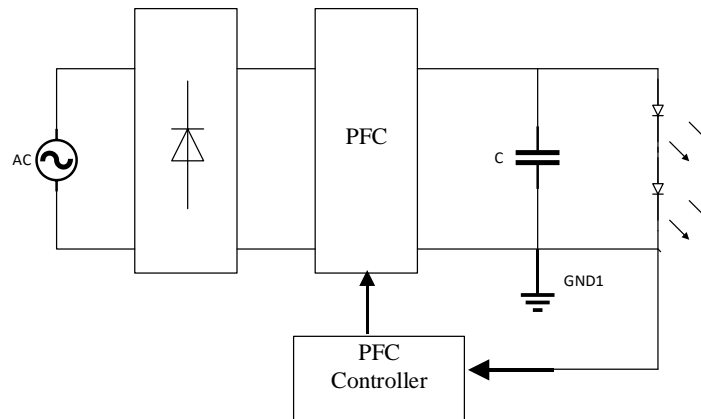 PFC
AC
C
GND1
PFC
Controller